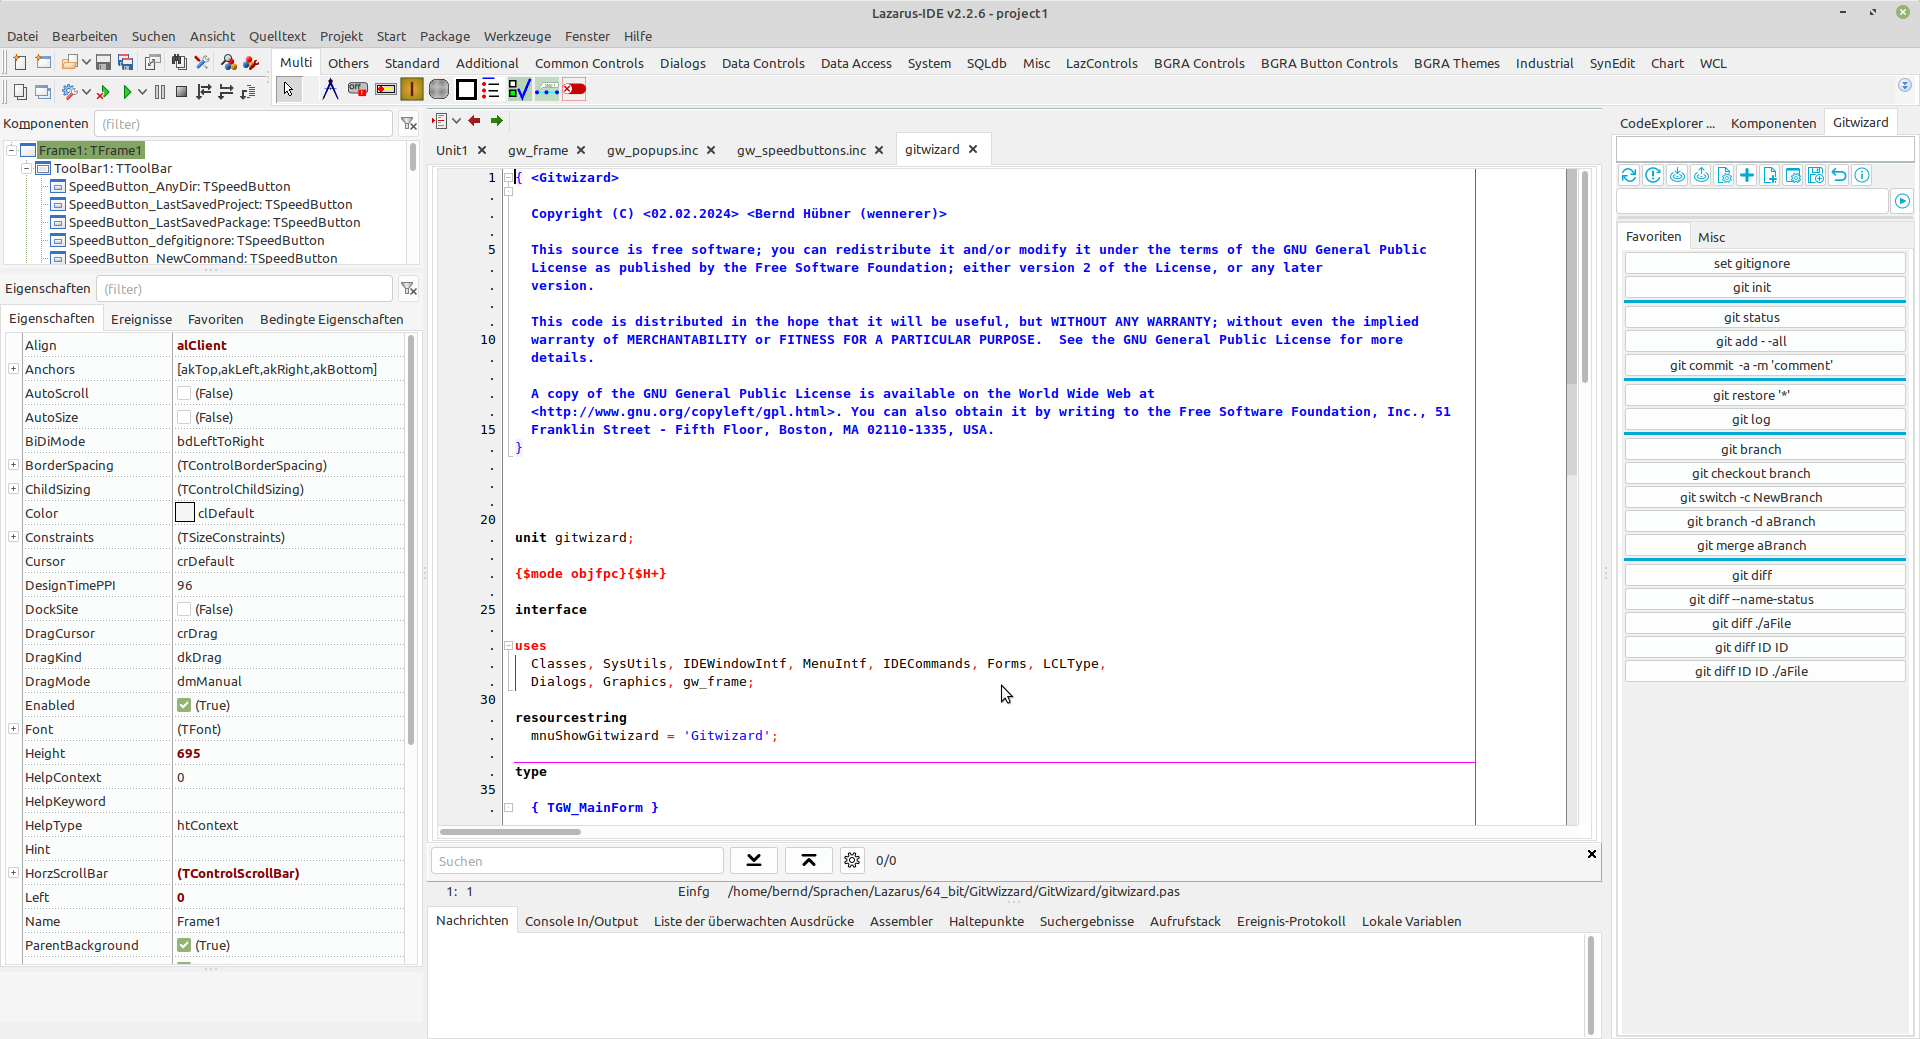 Lazarus-IDE v2.2.6 - project1
Datei Bearbeiten Suchen Ansicht Quelltext Projekt Start Package Werkzeuge Fenster Hilfe
Multi Others Standard Additional Common Controls Dialogs Data Controls Data Access System SQLdb Misc LazControls BGRA Controls BGRA Button Controls BGRA Themes Industrial SynEdit Chart WCL
Komponenten (filter)
Frame1: TFrame1
ToolBar1: TToolBar
SpeedButton_AnyDir: TSpeedButton
SpeedButton_LastSavedProject: TSpeedButton
SpeedButton_LastSavedPackage: TSpeedButton
SpeedButton_defgitignore: TSpeedButton
SpeedButton_NewCommand: TSpeedButton
Eigenschaften (filter)
Eigenschaften Ereignisse Favoriten Bedingte Eigenschaften
Align alClient
Anchors [akTop,akLeft,akRight,akBottom]
AutoScroll (False)
AutoSize (False)
BiDiMode bdLeftToRight
BorderSpacing (TControlBorderSpacing)
ChildSizing (TControlChildSizing)
Color clDefault
Constraints (TSizeConstraints)
Cursor crDefault
DesignTimePPI 96
DockSite (False)
DragCursor crDrag
DragKind dkDrag
DragMode dmManual
Enabled (True)
Font (TFont)
Height 695
HelpContext 0
HelpKeyword
HelpType htContext
Hint
HorzScrollBar (TControlScrollBar)
Left 0
Name Frame1
ParentBackground (True)
Unit1 gw_frame gw_popups.inc gw_speedbuttons.inc gitwizard
1 { <Gitwizard>
.
. Copyright (C) <02.02.2024> <Bernd Hübner (wennerer)>
.
5 This source is free software; you can redistribute it and/or modify it under the terms of the GNU General Public
. License as published by the Free Software Foundation; either version 2 of the License, or any later
. version.
.
. This code is distributed in the hope that it will be useful, but WITHOUT ANY WARRANTY; without even the implied
10 warranty of MERCHANTABILITY or FITNESS FOR A PARTICULAR PURPOSE.  See the GNU General Public License for more
. details.
.
. A copy of the GNU General Public License is available on the World Wide Web at
. <http://www.gnu.org/copyleft/gpl.html>. You can also obtain it by writing to the Free Software Foundation, Inc., 51
15 Franklin Street - Fifth Floor, Boston, MA 02110-1335, USA.
. }
.
.
.
20
. unit gitwizard;
.
. {$mode objfpc}{$H+}
.
25 interface
.
. uses
. Classes, SysUtils, IDEWindowIntf, MenuIntf, IDECommands, Forms, LCLType,
. Dialogs, Graphics, gw_frame;
30
. resourcestring
. mnuShowGitwizard = 'Gitwizard';
.
. type
35
. { TGW_MainForm }
Suchen 0/0
1: 1 Einfg /home/bernd/Sprachen/Lazarus/64_bit/GitWizzard/GitWizard/gitwizard.pas
Nachrichten Console In/Output Liste der überwachten Ausdrücke Assembler Haltepunkte Suchergebnisse Aufrufstack Ereignis-Protokoll Lokale Variablen
CodeExplorer ... Komponenten Gitwizard
Favoriten Misc
set gitignore
git init
git status
git add --all
git commit -a -m 'comment'
git restore '*'
git log
git branch
git checkout branch
git switch -c NewBranch
git branch -d aBranch
git merge aBranch
git diff
git diff --name-status
git diff ./aFile
git diff ID ID
git diff ID ID ./aFile